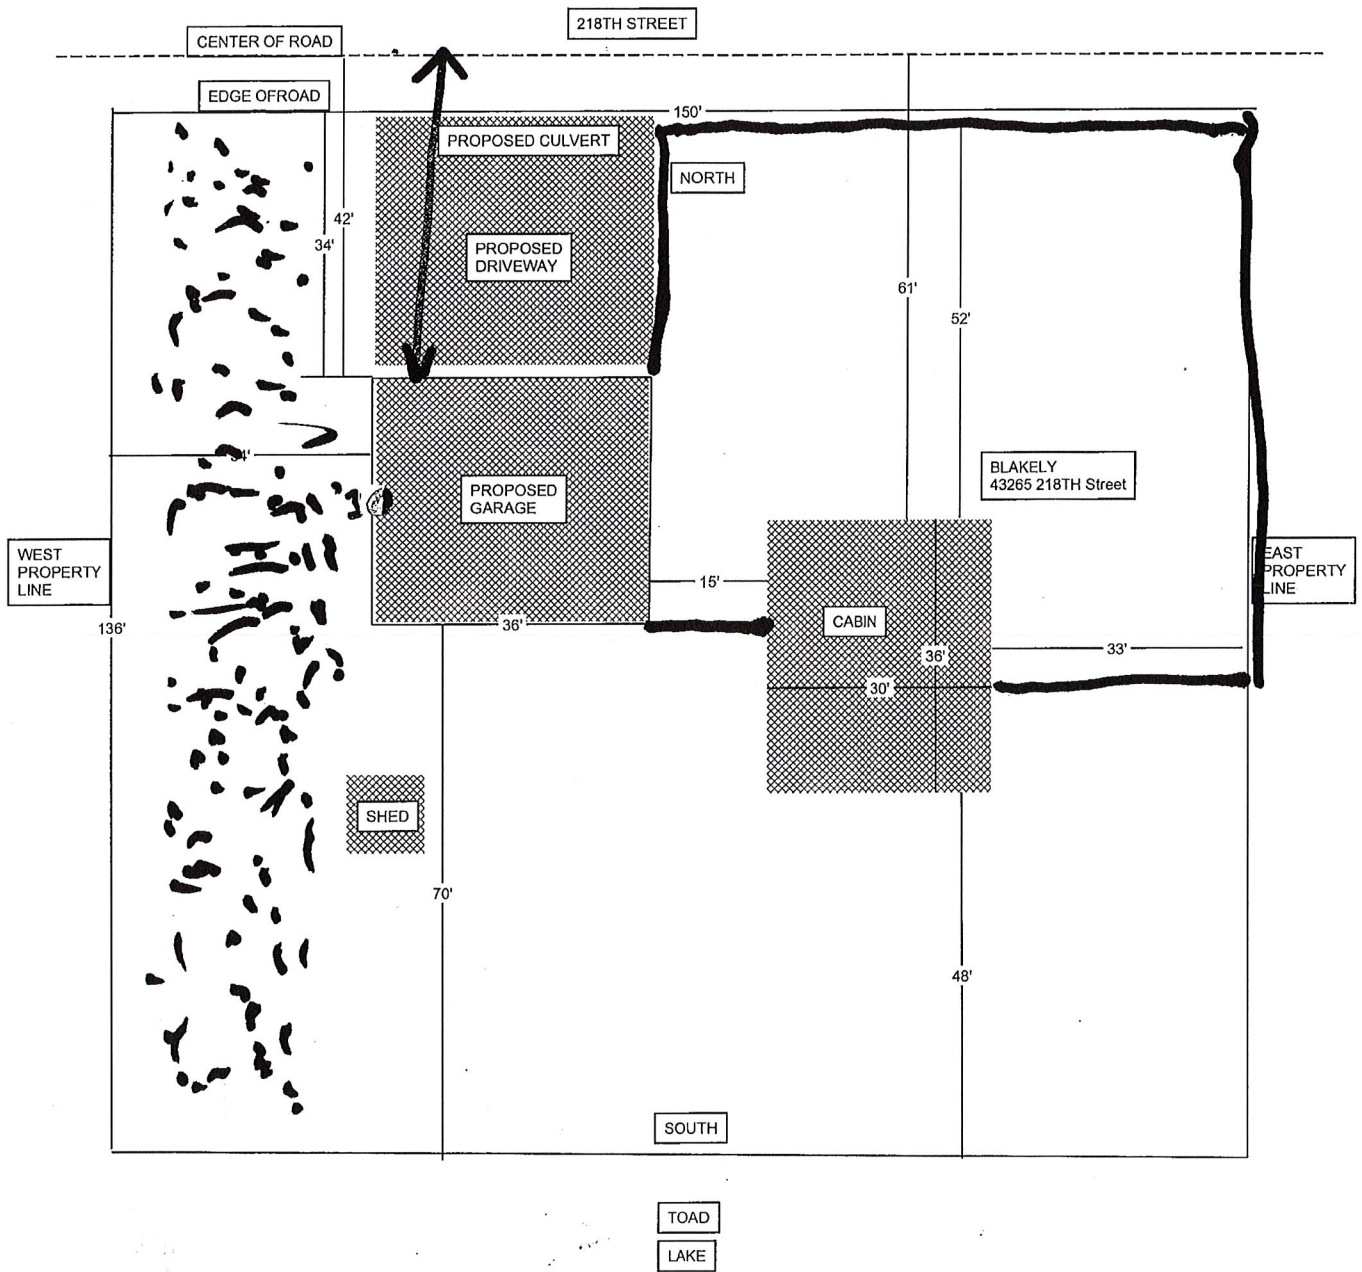 218TH STREET
CENTER OF ROAD
EDGE OFROAD
150'
PROPOSED CULVERT
NORTH
42'
34'
PROPOSED
DRIVEWAY
61'
52'
BLAKELY
43265 218TH Street
PROPOSED
GARAGE
WEST
PROPERTY
LINE
EAST
PROPERTY
LINE
15'
136'
36'
CABIN
36'
33'
30'
SHED
70'
48'
SOUTH
TOAD
LAKE